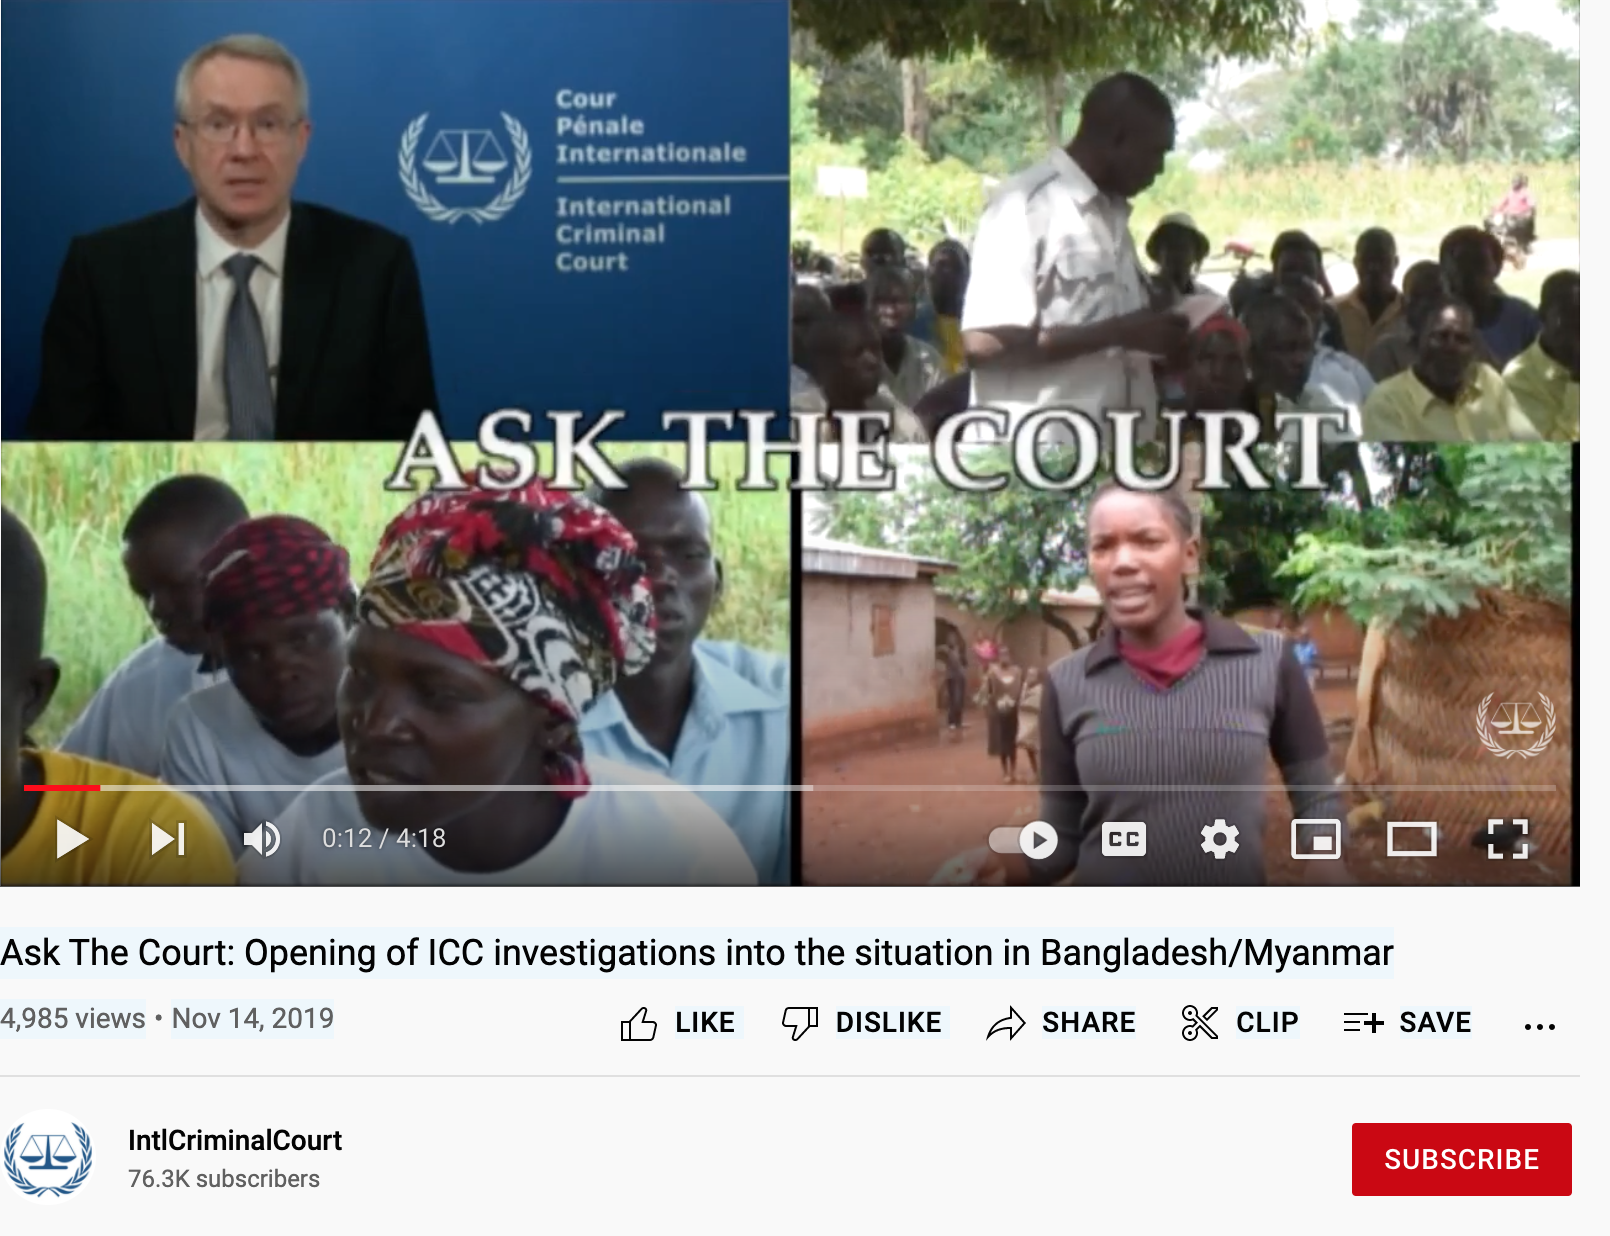 Cour
Pénale
Internationale
International
Criminal
Court
ASK THE COURT
0:12 / 4:18
CC
Ask The Court: Opening of ICC investigations into the situation in Bangladesh/Myanmar
4,985 views • Nov 14, 2019
LIKE
DISLIKE
SHARE
CLIP
SAVE
IntlCriminalCourt
76.3K subscribers
SUBSCRIBE